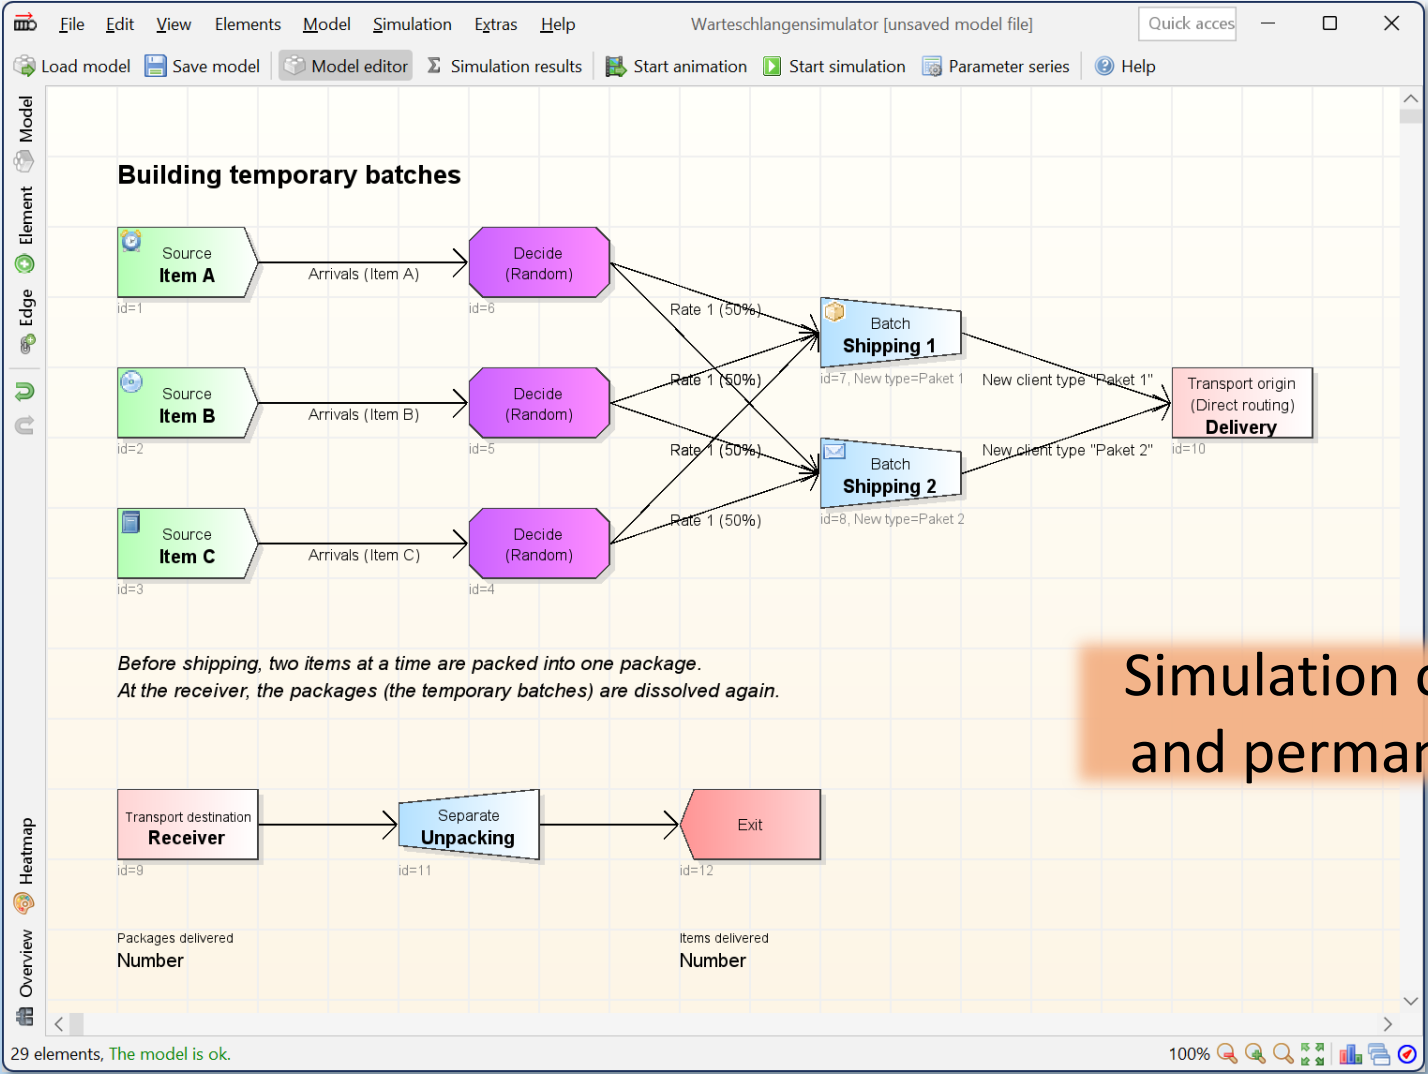 File Edit View Elements Model Simulation Extras Help Warteschlangensimulator [unsaved model file] Quick acces
Load model Save model Model editor Σ Simulation results Start animation Start simulation Parameter series Help
Model
Element
Edge
Heatmap
Overview
Building temporary batches
Source
Item A
id=1
Arrivals (Item A)
Decide
(Random)
id=6
Source
Item B
id=2
Arrivals (Item B)
Decide
(Random)
id=5
Source
Item C
id=3
Arrivals (Item C)
Decide
(Random)
id=4
Rate 1 (50%)
Rate 1 (50%)
Rate 1 (50%)
Rate 1 (50%)
Batch
Shipping 1
id=7, New type=Paket 1
Batch
Shipping 2
id=8, New type=Paket 2
New client type "Paket 1"
New client type "Paket 2"
Transport origin
(Direct routing)
Delivery
id=10
Before shipping, two items at a time are packed into one package.
At the receiver, the packages (the temporary batches) are dissolved again.
Simulation
and
Transport destination
Receiver
id=9
Separate
Unpacking
id=11
Exit
id=12
Packages delivered
Number
Items delivered
Number
29 elements, The model is ok.
100%